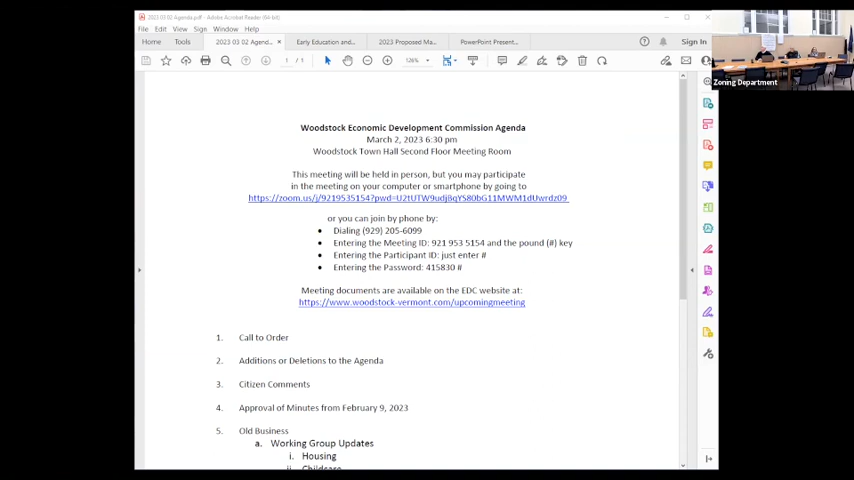 2023 03 02 Agenda.pdf - Adobe Acrobat Reader (64-bit)
File Edit View Sign Window Help
Home Tools 2023 03 02 Agend... × Early Education and... 2023 Proposed Ma... PowerPoint Present... Sign In
1 / 1 126%
Zoning Department
Woodstock Economic Development Commission Agenda
March 2, 2023 6:30 pm
Woodstock Town Hall Second Floor Meeting Room
This meeting will be held in person, but you may participate
in the meeting on your computer or smartphone by going to
or you can join by phone by:
• Dialing (929) 205-6099
• Entering the Meeting ID: 921 953 5154 and the pound (#) key
• Entering the Participant ID: just enter #
• Entering the Password: 415830 #
Meeting documents are available on the EDC website at:
https://www.woodstock-vermont.com/upcomingmeeting
1. Call to Order
2. Additions or Deletions to the Agenda
3. Citizen Comments
4. Approval of Minutes from February 9, 2023
5. Old Business
a. Working Group Updates
i. Housing
ii. Childcare